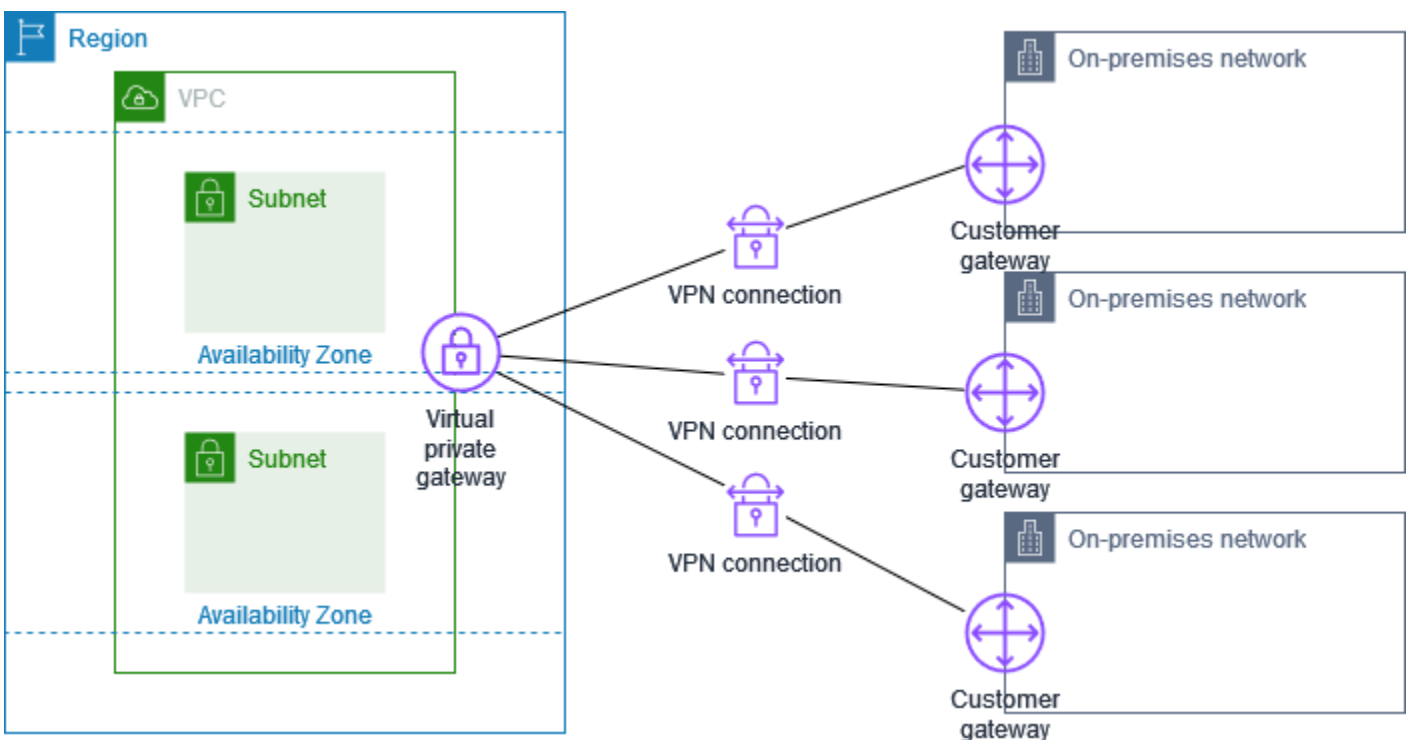 Region
VPC
Subnet
Availability Zone
Subnet
Availability Zone
Virtual
private
gateway
VPN connection
VPN connection
VPN connection
On-premises network
Customer
gateway
On-premises network
Customer
gateway
On-premises network
Customer
gateway